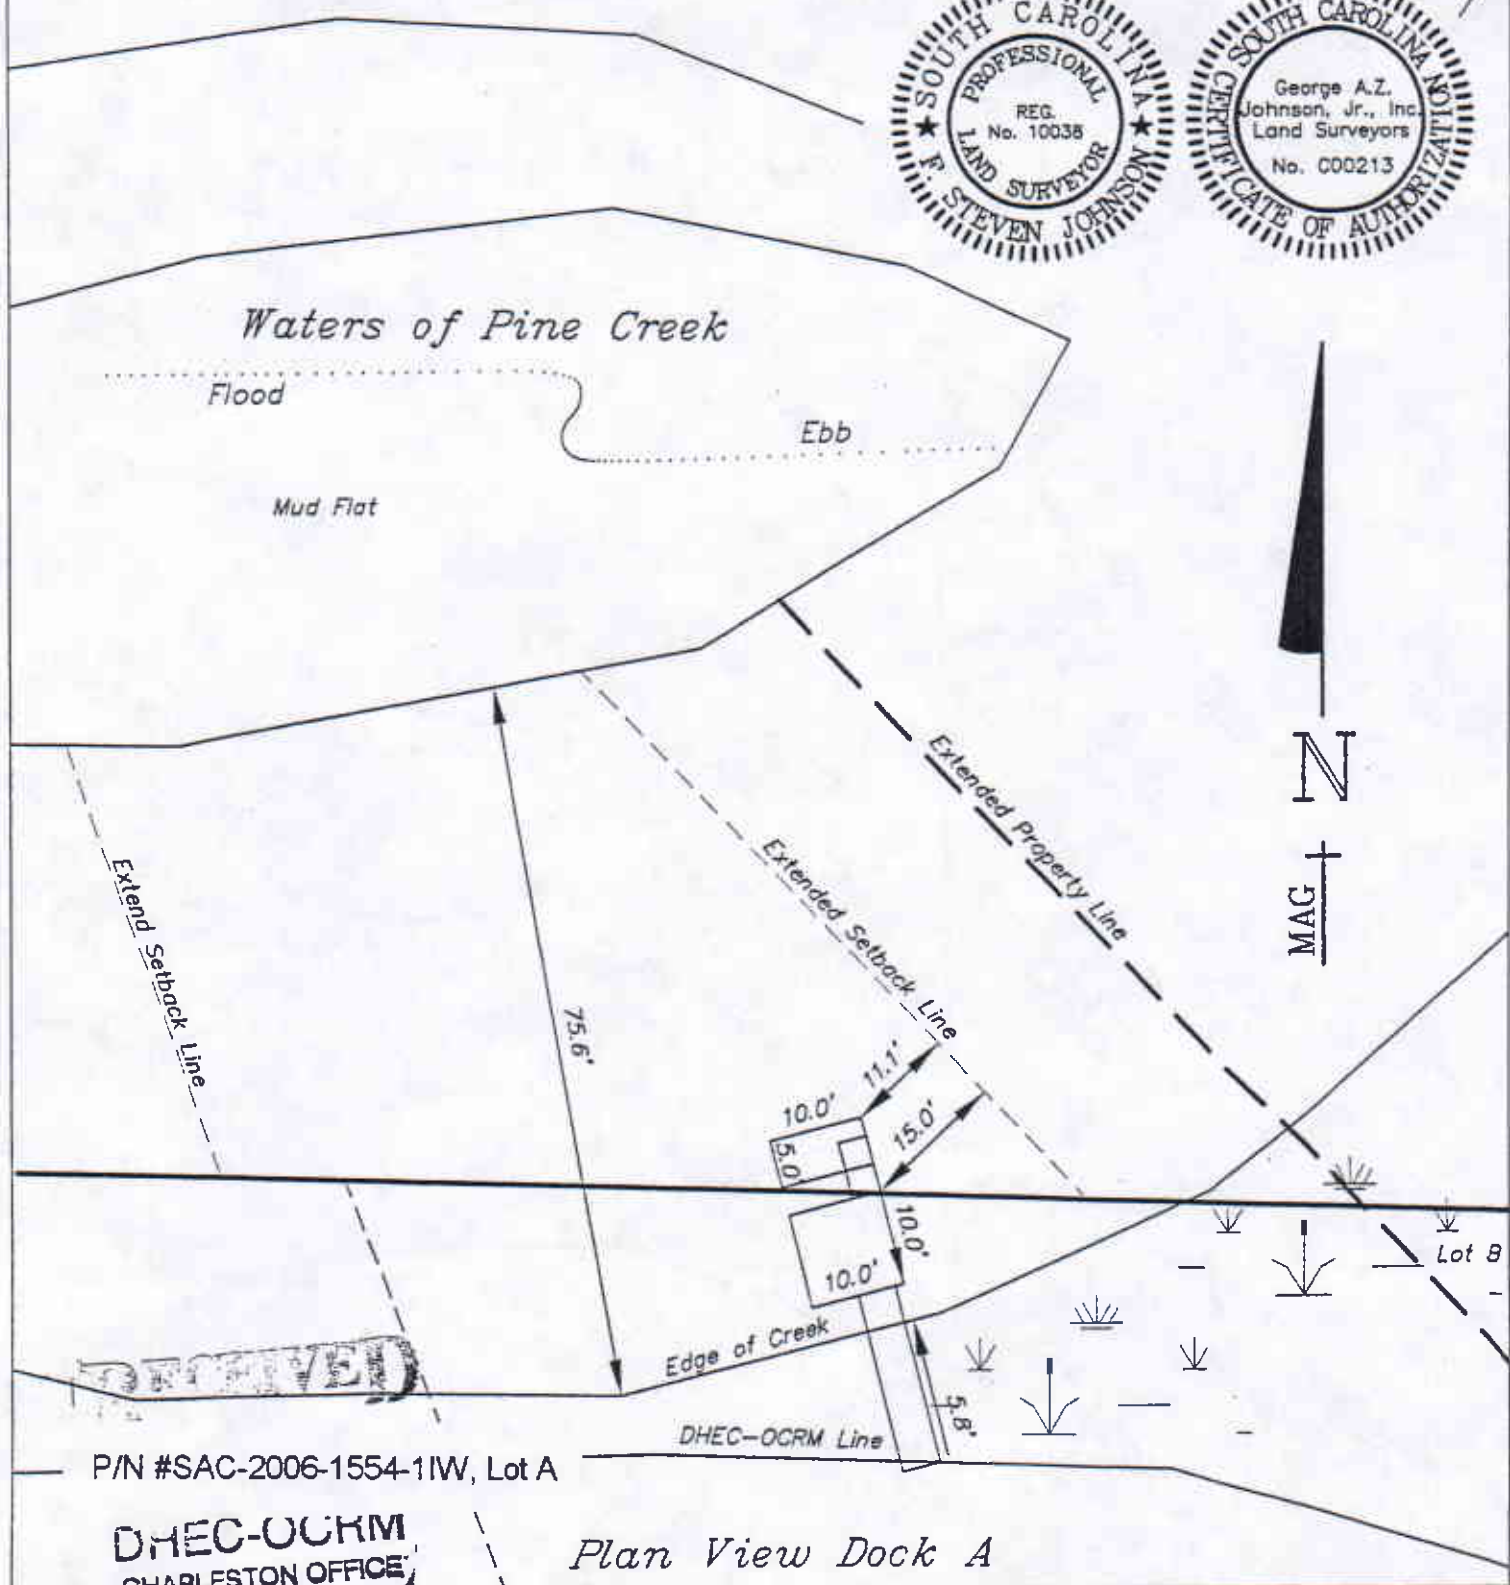 SOUTH CAROLINA
PROFESSIONAL
REG.
No. 10038
LAND SURVEYOR
★ F. STEVEN JOHNSON ★
SOUTH CAROLINA
George A.Z.
Johnson, Jr., Inc.
Land Surveyors
No. C00213
CERTIFICATE OF AUTHORIZATION
Waters of Pine Creek
Flood
Ebb
Mud Flat
N
MAG
Extended Property Line
Extended Setback Line
Extend Setback Line
75.6'
11.1'
10.0'
15.0'
5.0'
10.0'
10.0'
Lot B
Edge of Creek
5.8'
DHEC-OCRM Line
P/N #SAC-2006-1554-1IW, Lot A
DHEC-OCRM
CHARLESTON OFFICE
Plan View Dock A